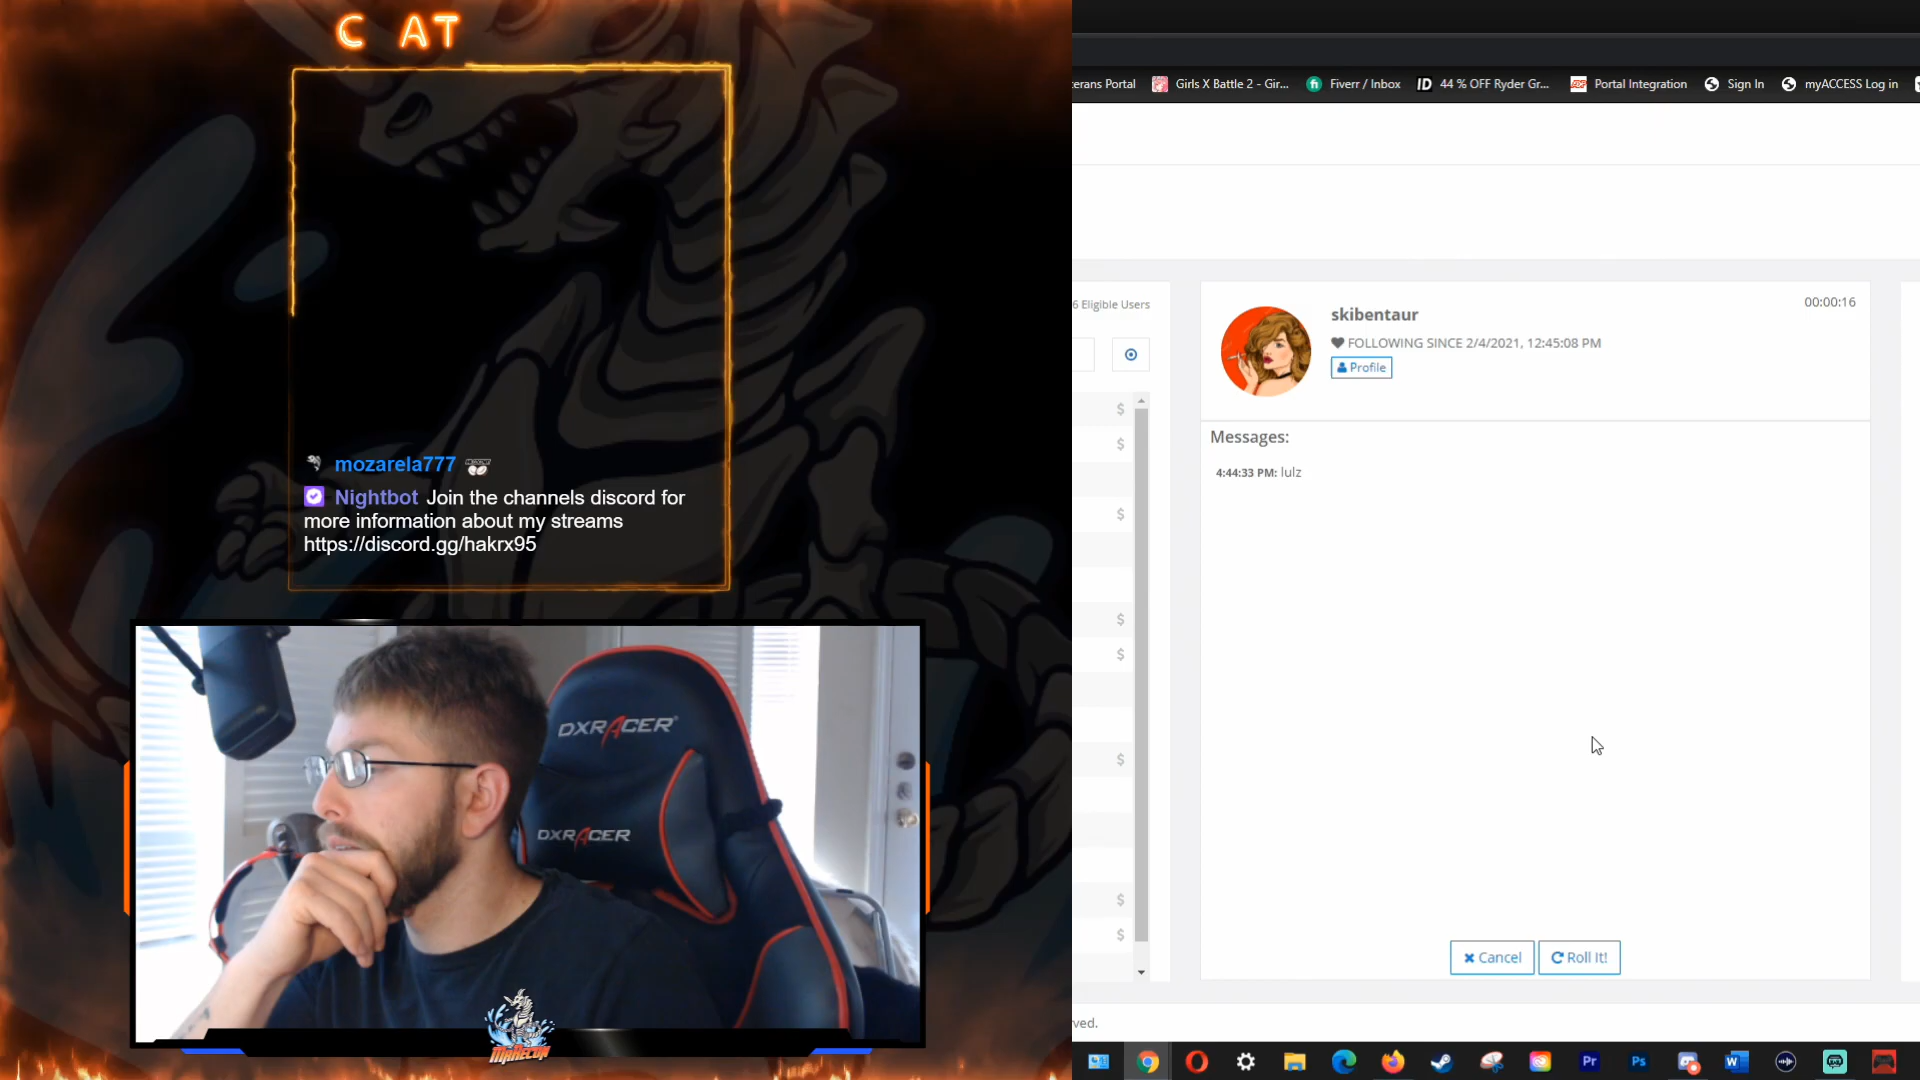 C AT
mozarela777
Nightbot Join the channels discord for
more information about my streams
https://discord.gg/hakrx95
DXRACER
DXRACER
MARECON
terans Portal
Girls X Battle 2 - Gir...
Fiverr / Inbox
44 % OFF Ryder Gr...
Portal Integration
Sign In
myACCESS Log in
6 Eligible Users
$
$
$
$
$
$
$
$
skibentaur
00:00:16
FOLLOWING SINCE 2/4/2021, 12:45:08 PM
Profile
Messages:
4:44:33 PM: lulz
Cancel
Roll It!
ved.